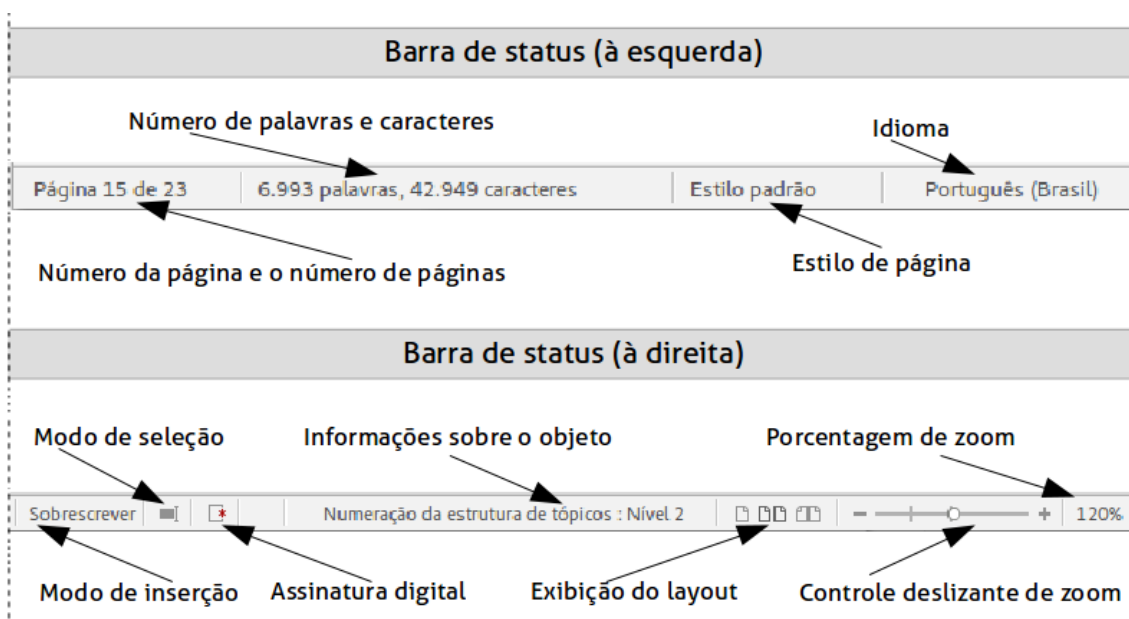 Barra de status (à esquerda)
Número de palavras e caracteres
Idioma
Página 15 de 23
6.993 palavras, 42.949 caracteres
Estilo padrão
Português (Brasil)
Número da página e o número de páginas
Estilo de página
Barra de status (à direita)
Modo de seleção
Informações sobre o objeto
Porcentagem de zoom
Sobrescrever
Numeração da estrutura de tópicos : Nível 2
120%
Modo de inserção
Assinatura digital
Exibição do layout
Controle deslizante de zoom